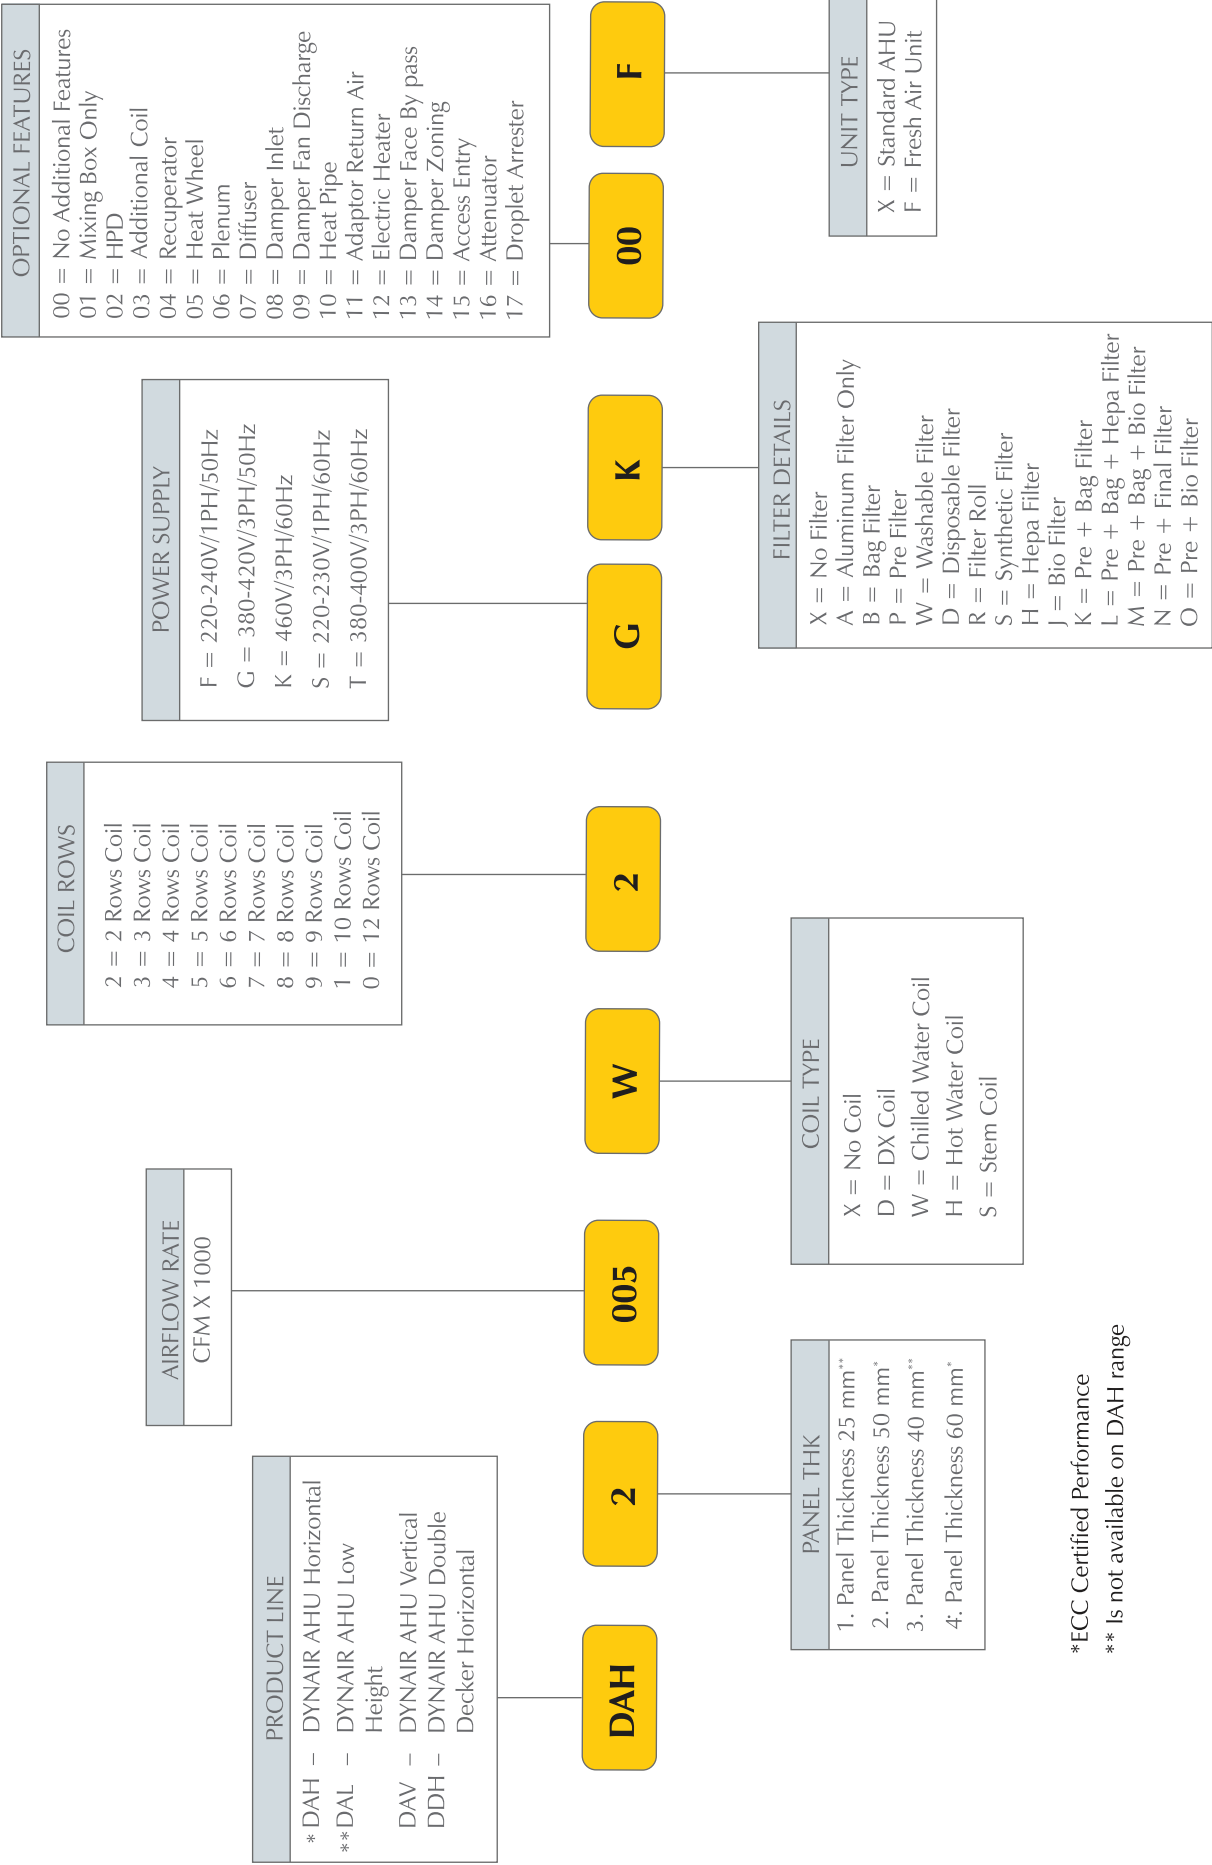 PRODUCT LINE
* DAH – DYNAIR AHU Horizontal
**DAL – DYNAIR AHU Low
Height
DAV – DYNAIR AHU Vertical
DDH – DYNAIR AHU Double
Decker Horizontal
AIRFLOW RATE
CFM X 1000
COIL ROWS
2 = 2 Rows Coil
3 = 3 Rows Coil
4 = 4 Rows Coil
5 = 5 Rows Coil
6 = 6 Rows Coil
7 = 7 Rows Coil
8 = 8 Rows Coil
9 = 9 Rows Coil
1 = 10 Rows Coil
0 = 12 Rows Coil
POWER SUPPLY
F = 220-240V/1PH/50Hz
G = 380-420V/3PH/50Hz
K = 460V/3PH/60Hz
S = 220-230V/1PH/60Hz
T = 380-400V/3PH/60Hz
OPTIONAL FEATURES
00 = No Additional Features
01 = Mixing Box Only
02 = HPD
03 = Additional Coil
04 = Recuperator
05 = Heat Wheel
06 = Plenum
07 = Diffuser
08 = Damper Inlet
09 = Damper Fan Discharge
10 = Heat Pipe
11 = Adaptor Return Air
12 = Electric Heater
13 = Damper Face By pass
14 = Damper Zoning
15 = Access Entry
16 = Attenuator
17 = Droplet Arrester
DAH 2 005 W 2 G K 00 F
PANEL THK
1. Panel Thickness 25 mm**
2. Panel Thickness 50 mm*
3. Panel Thickness 40 mm**
4. Panel Thickness 60 mm*
COIL TYPE
X = No Coil
D = DX Coil
W = Chilled Water Coil
H = Hot Water Coil
S = Stem Coil
FILTER DETAILS
X = No Filter
A = Aluminum Filter Only
B = Bag Filter
P = Pre Filter
W = Washable Filter
D = Disposable Filter
R = Filter Roll
S = Synthetic Filter
H = Hepa Filter
J = Bio Filter
K = Pre + Bag Filter
L = Pre + Bag + Hepa Filter
M = Pre + Bag + Bio Filter
N = Pre + Final Filter
O = Pre + Bio Filter
UNIT TYPE
X = Standard AHU
F = Fresh Air Unit
*ECC Certified Performance
** Is not available on DAH range